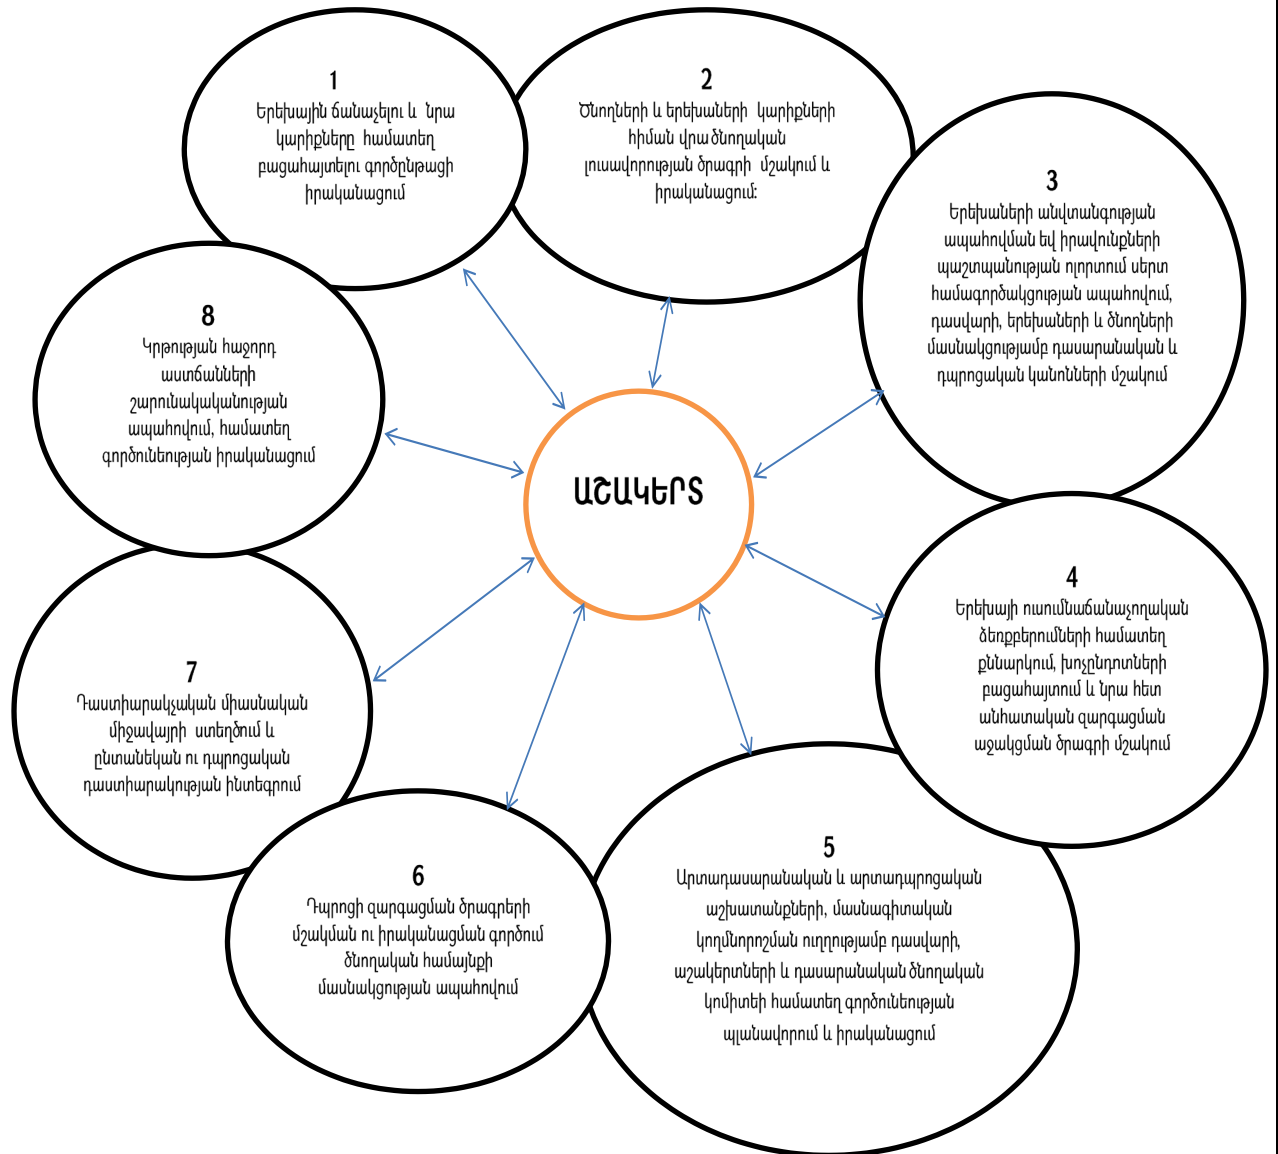 1
Երեխային ճանաչելու և նրա
կարիքները համատեղ
բացահայտելու գործընթացի
իրականացում
2
Ծնողների և երեխաների կարիքների
հիման վրա ծնողական
լուսավորության ծրագրի մշակում և
իրականացում:
3
Երեխաների անվտանգության
ապահովման եվ իրավունքների
պաշտպանության ոլորտում սերտ
համագործակցության ապահովում,
դասվարի, երեխաների և ծնողների
մասնակցությամբ դասարանական և
դպրոցական կանոնների մշակում
4
Երեխայի ուսումնաճանաչողական
ձեռքբերումների համատեղ
քննարկում, խոչընդոտների
բացահայտում և նրա հետ
անհատական զարգացման
աջակցման ծրագրի մշակում
5
Արտադասարանական և արտադպրոցական
աշխատանքների, մասնագիտական
կողմնորոշման ուղղությամբ դասվարի,
աշակերտների և դասարանական ծնողական
կոմիտեի համատեղ գործունեության
պլանավորում և իրականացում
6
Դպրոցի զարգացման ծրագրերի
մշակման ու իրականացման գործում
ծնողական համայնքի
մասնակցության ապահովում
7
Դաստիարակչական միասնական
միջավայրի ստեղծում և
ընտանեկան ու դպրոցական
դաստիարակության ինտեգրում
8
Կրթության հաջորդ
աստճանների
շարունակականության
ապահովում, համատեղ
գործունեության իրականացում
ԱՇԱԿԵՐՏ